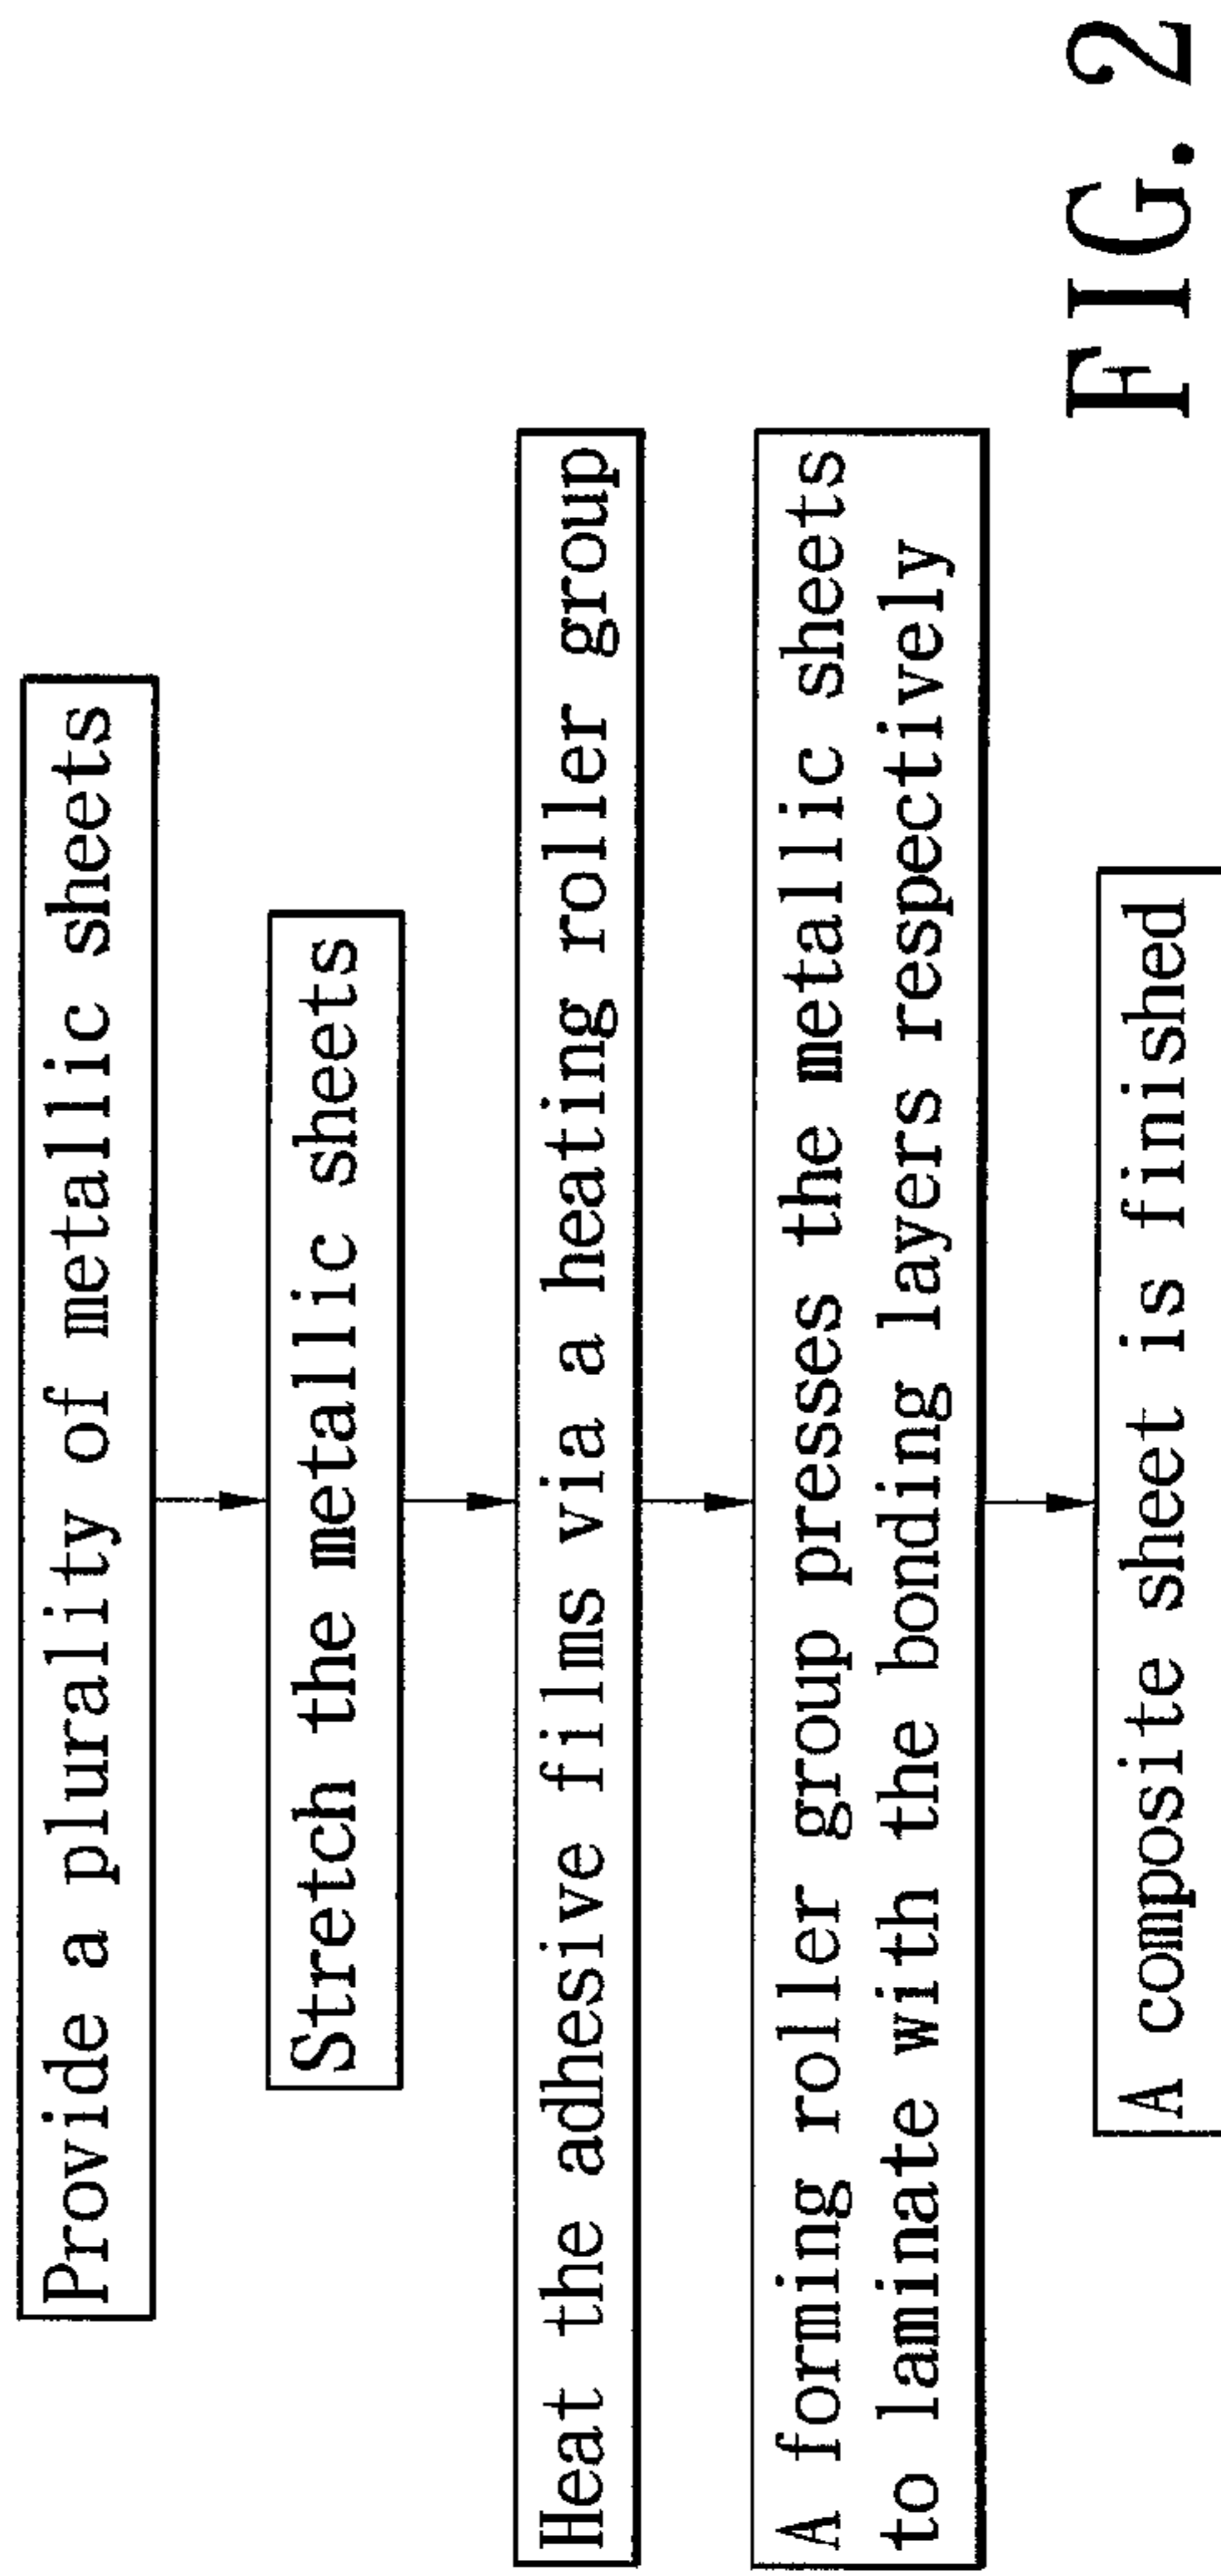 Provide a plurality of metallic sheets
Stretch the metallic sheets
Heat the adhesive films via a heating roller group
A forming roller group presses the metallic sheets
to laminate with the bonding layers respectively
A composite sheet is finished
FIG. 2